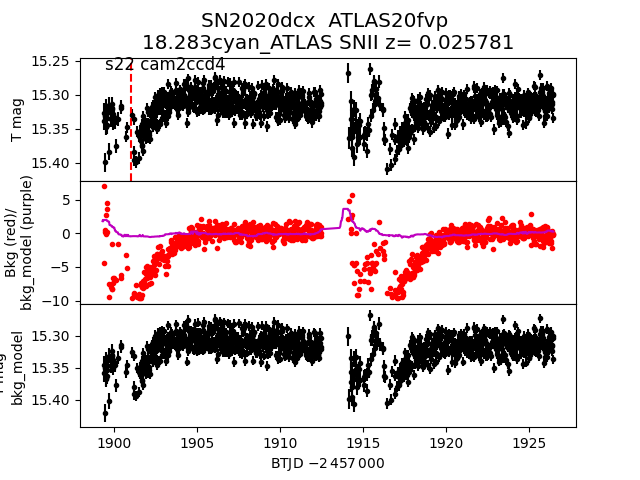 SN2020dcx ATLAS20fvp
18.283cyan_ATLAS SNII z= 0.025781
s22 cam2ccd4
15.25
15.30
15.35
15.40
T mag
5
0
−5
−10
Bkg (red)/
bkg_model (purple)
15.30
15.35
15.40
mag
bkg_model
1900
1905
1910
1915
1920
1925
BTJD −2 457 000